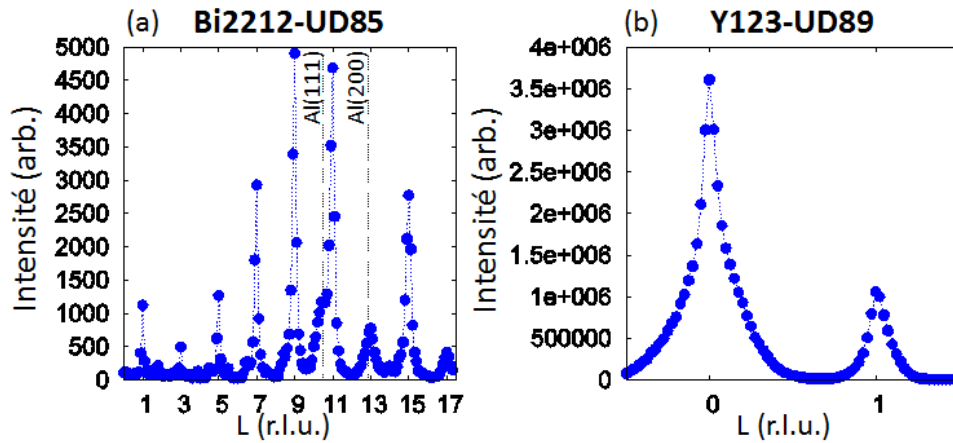 (a) Bi2212-UD85
5000
4500
4000
3500
3000
2500
2000
1500
1000
500
0
Intensité (arb.)
Al(111)
Al(200)
1 3 5 7 9 11 13 15 17
L (r.l.u.)
(b) Y123-UD89
4e+006
3.5e+006
3e+006
2.5e+006
2e+006
1.5e+006
1e+006
500000
0
Intensité (arb.)
0 1
L (r.l.u.)